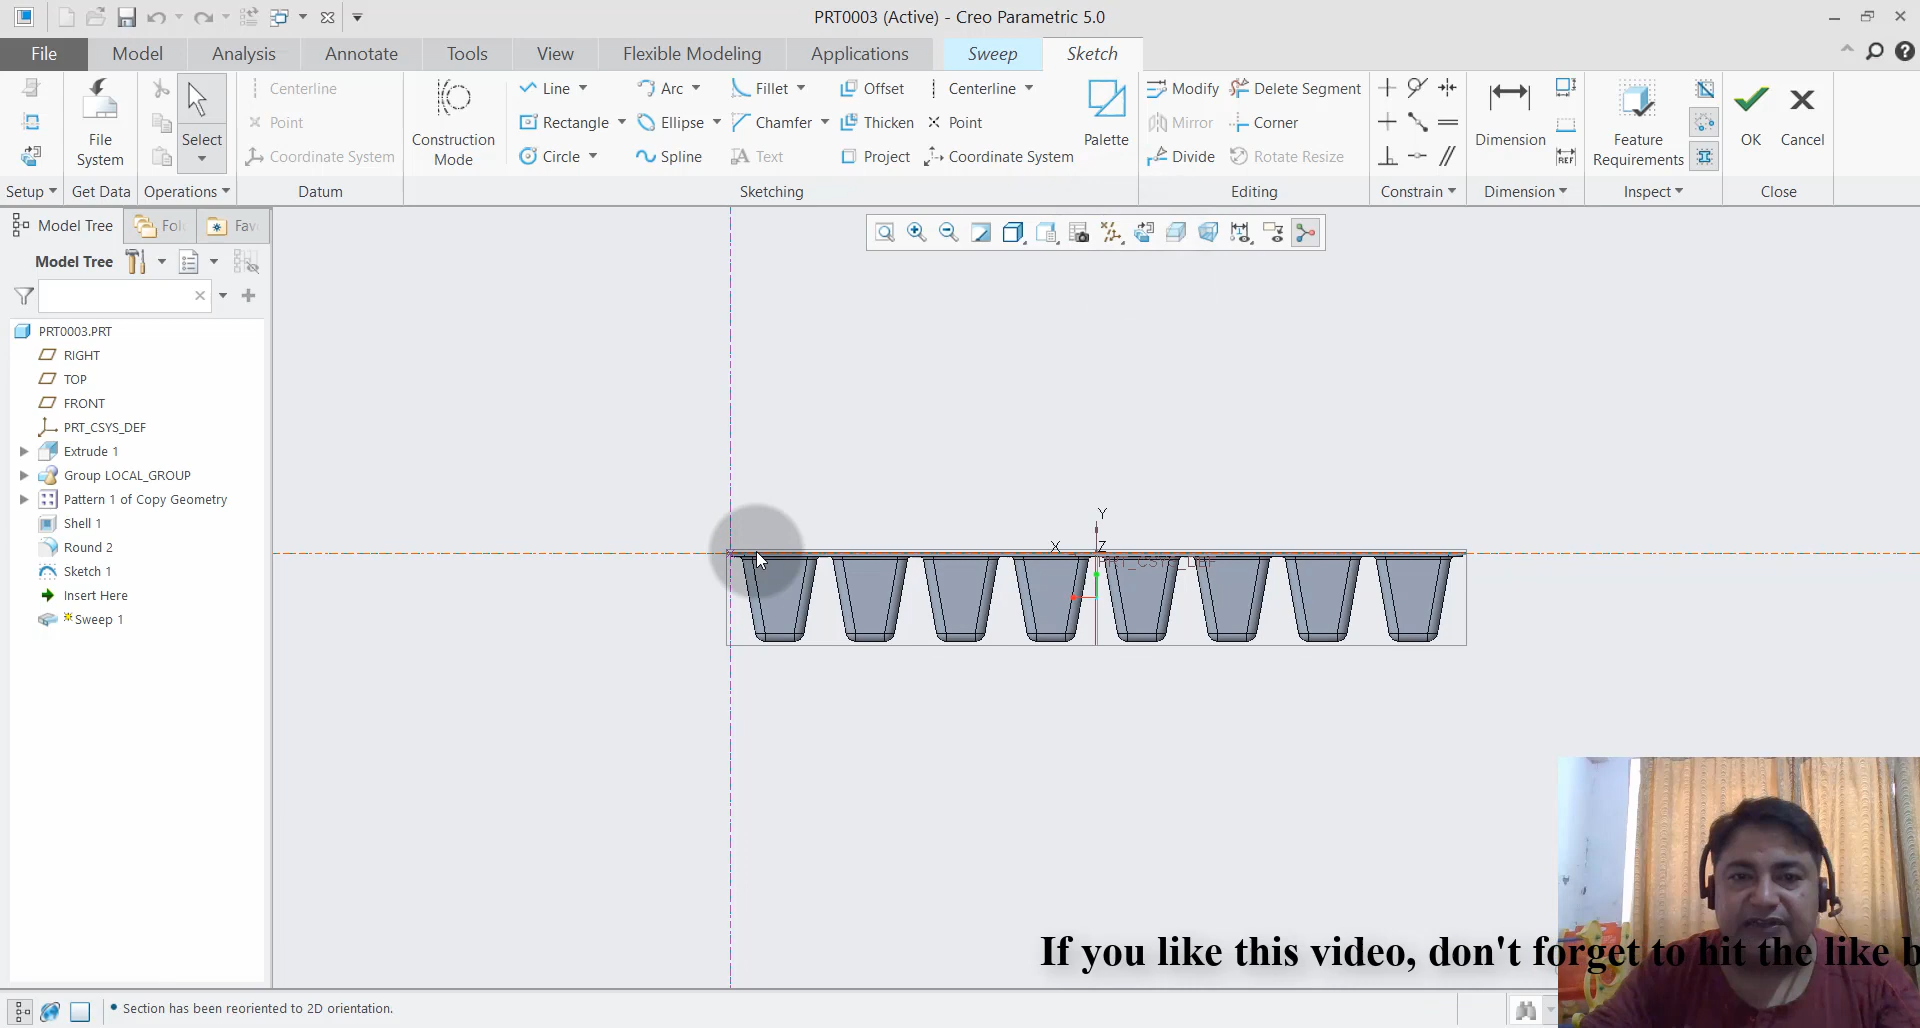 PRT0003 (Active) - Creo Parametric 5.0
File Model Analysis Annotate Tools View Flexible Modeling Applications Sweep Sketch
Centerline Line Arc Fillet Offset Centerline Modify Delete Segment
Point Rectangle Ellipse Chamfer Thicken Point Mirror Corner
Coordinate System Circle Spline Text Project Coordinate System Divide Rotate Resize
File System Select Construction Mode Palette Dimension REF Feature Requirements OK Cancel
Setup Get Data Operations Datum Sketching Editing Constrain Dimension Inspect Close
Model Tree Fol Fav
Model Tree
PRT0003.PRT
RIGHT
TOP
FRONT
PRT_CSYS_DEF
Extrude 1
Group LOCAL_GROUP
Pattern 1 of Copy Geometry
Shell 1
Round 2
Sketch 1
Insert Here
Sweep 1
Y
X Z
PRT_CSYS_DEF
If you like this video, don't forget to hit the like b
Section has been reoriented to 2D orientation.